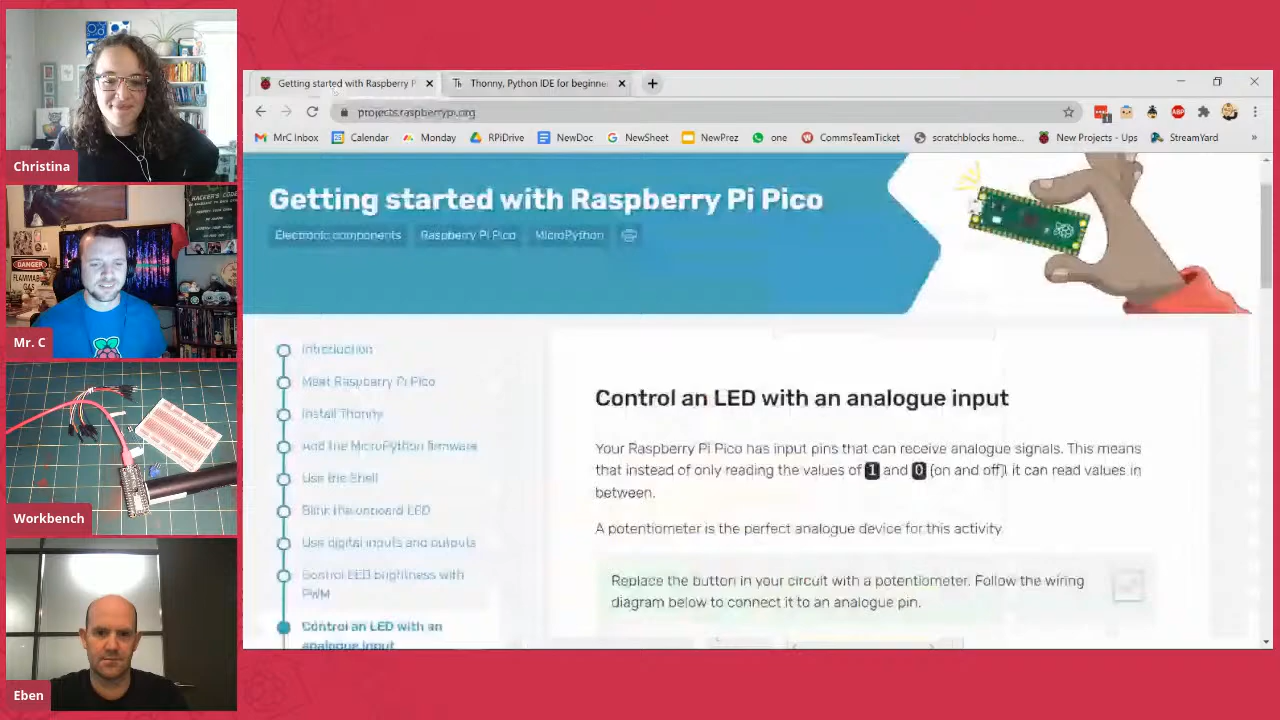 Christina
Mr. C
Workbench
Eben
DANGER
FLAMMABLE
GAS
HACKER'S
Getting started with Raspberry P
Thonny, Python IDE for beginne
projects.raspberrypi.org
MrC Inbox
Calendar
Monday
RPiDrive
NewDoc
NewSheet
NewPrez
one
CommsTeamTicket
scratchblocks home...
New Projects - Ups
StreamYard
ABP
Getting started with Raspberry Pi Pico
Electronic components
Raspberry Pi Pico
MicroPython
Introduction
Meet Raspberry Pi Pico
Install Thonny
Add the MicroPython firmware
Use the Shell
Blink the onboard LED
Use digital inputs and outputs
Control LED brightness with
PWM
Control an LED with an
analogue input
Control an LED with an analogue input
Your Raspberry Pi Pico has input pins that can receive analogue signals. This means
that instead of only reading the values of 1 and 0 (on and off), it can read values in
between.
A potentiometer is the perfect analogue device for this activity.
Replace the button in your circuit with a potentiometer. Follow the wiring
diagram below to connect it to an analogue pin.